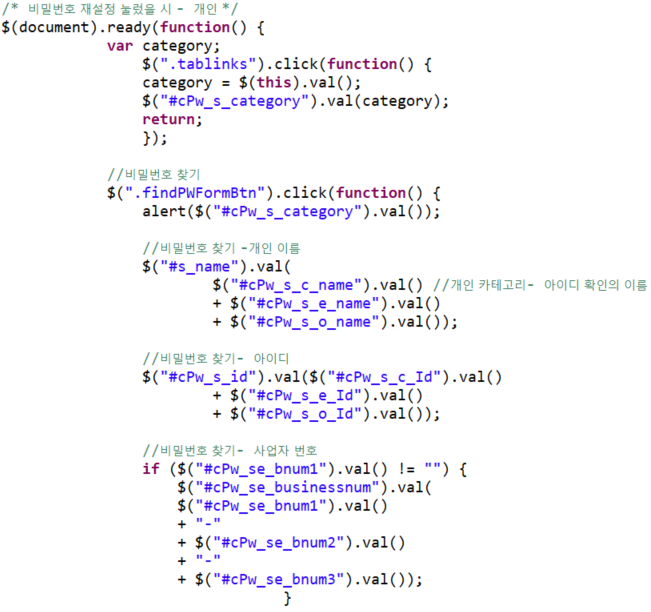 /* 비밀번호 재설정 눌렀을 시 - 개인 */
$(document).ready(function() {
var category;
$(".tablinks").click(function() {
category = $(this).val();
$("#cPw_s_category").val(category);
return;
});
//비밀번호 찾기
$(".findPWFormBtn").click(function() {
alert($("#cPw_s_category").val());
//비밀번호 찾기 -개인 이름
$("#s_name").val(
$("#cPw_s_c_name").val() //개인 카테고리- 아이디 확인의 이름
+ $("#cPw_s_e_name").val()
+ $("#cPw_s_o_name").val());
//비밀번호 찾기- 아이디
$("#cPw_s_id").val($("#cPw_s_c_Id").val()
+ $("#cPw_s_e_Id").val()
+ $("#cPw_s_o_Id").val());
//비밀번호 찾기- 사업자 번호
if ($("#cPw_se_bnum1").val() != "") {
$("#cPw_se_businessnum").val(
$("#cPw_se_bnum1").val()
+ "-"
+ $("#cPw_se_bnum2").val()
+ "-"
+ $("#cPw_se_bnum3").val());
}